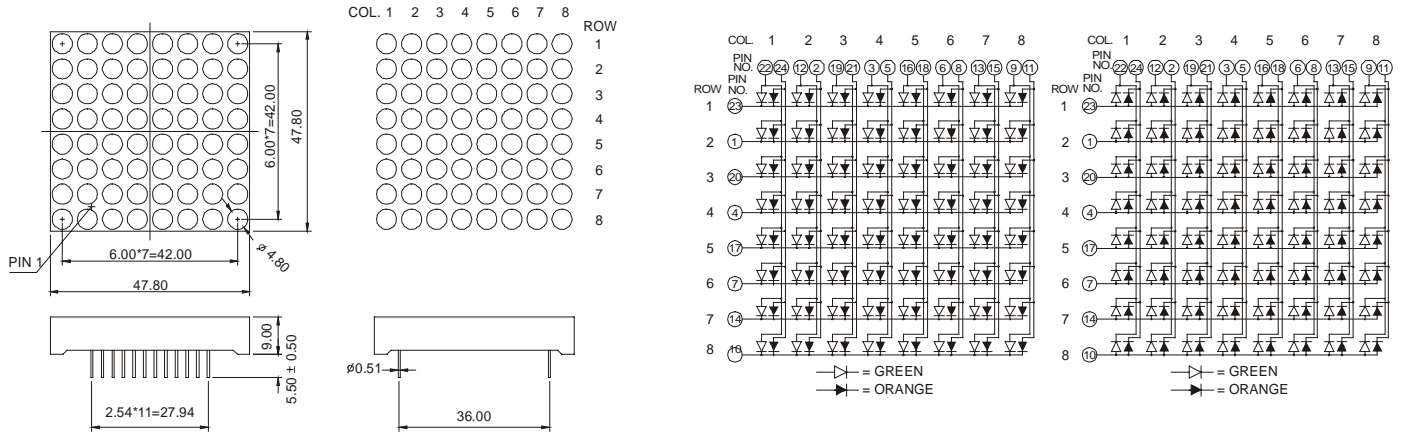 COL. 1 2 3 4 5 6 7 8
ROW
1
2
3
4
5
6
7
8
6.00*7=42.00
47.80
PIN 1
6.00*7=42.00
ø 4.80
47.80
9.00
5.50 ± 0.50
2.54*11=27.94
ø0.51
36.00
COL. 1 2 3 4 5 6 7 8
PIN NO. 22 24 12 2 19 21 3 5 16 18 6 8 13 15 9 11
PIN NO.
ROW
1 23
2 1
3 20
4 4
5 17
6 7
7 14
8 10
= GREEN
= ORANGE
COL. 1 2 3 4 5 6 7 8
PIN NO. 22 24 12 2 19 21 3 5 16 18 6 8 13 15 9 11
PIN NO.
ROW
1 23
2 1
3 20
4 4
5 17
6 7
7 14
8 10
= GREEN
= ORANGE